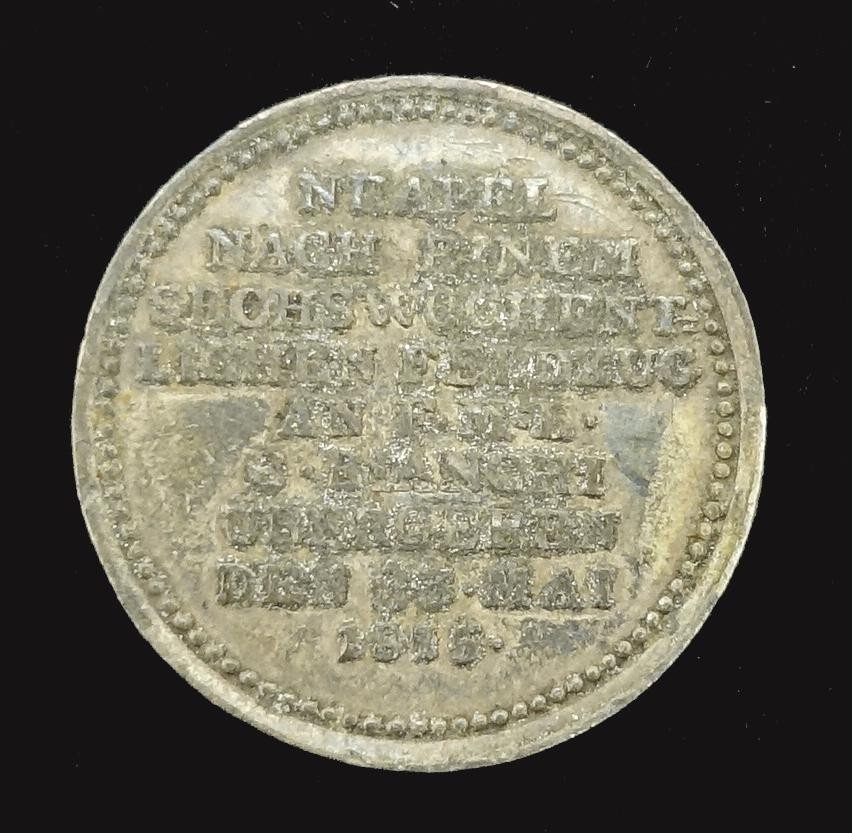 NEAPEL
NACH EINEM
SECHSWÖCHENT-
LICHEN FELDZUG
AN F·M·L·
BIANCHI
ÜBERGEBEN
DEN MAI
1815·